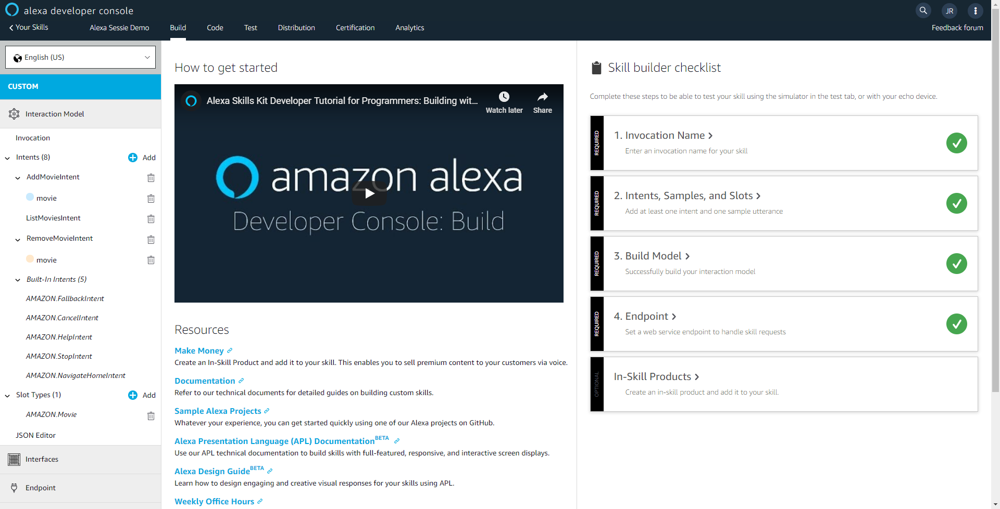 alexa developer console
JR
Your Skills
Alexa Sessie Demo
Build
Code
Test
Distribution
Certification
Analytics
Feedback forum
English (US)
CUSTOM
Interaction Model
Invocation
Intents (8)
Add
AddMovieIntent
movie
ListMoviesIntent
RemoveMovieIntent
movie
Built-In Intents (5)
AMAZON.FallbackIntent
AMAZON.CancelIntent
AMAZON.HelpIntent
AMAZON.StopIntent
AMAZON.NavigateHomeIntent
Slot Types (1)
Add
AMAZON.Movie
JSON Editor
Interfaces
Endpoint
How to get started
Alexa Skills Kit Developer Tutorial for Programmers: Building wit...
Watch later
Share
amazon alexa
Developer Console: Build
Resources
Make Money
Create an In-Skill Product and add it to your skill. This enables you to sell premium content to your customers via voice.
Documentation
Refer to our technical documents for detailed guides on building custom skills.
Sample Alexa Projects
Whatever your experience, you can get started quickly using one of our Alexa projects on GitHub.
Alexa Presentation Language (APL) Documentation BETA
Use our APL technical documentation to build skills with full-featured, responsive, and interactive screen displays.
Alexa Design Guide BETA
Learn how to design engaging and creative visual responses for your skills using APL.
Weekly Office Hours
Skill builder checklist
Complete these steps to be able to test your skill using the simulator in the test tab, or with your echo device.
REQUIRED
1. Invocation Name
Enter an invocation name for your skill
REQUIRED
2. Intents, Samples, and Slots
Add at least one intent and one sample utterance
REQUIRED
3. Build Model
Successfully build your interaction model
REQUIRED
4. Endpoint
Set a web service endpoint to handle skill requests
OPTIONAL
In-Skill Products
Create an in-skill product and add it to your skill.